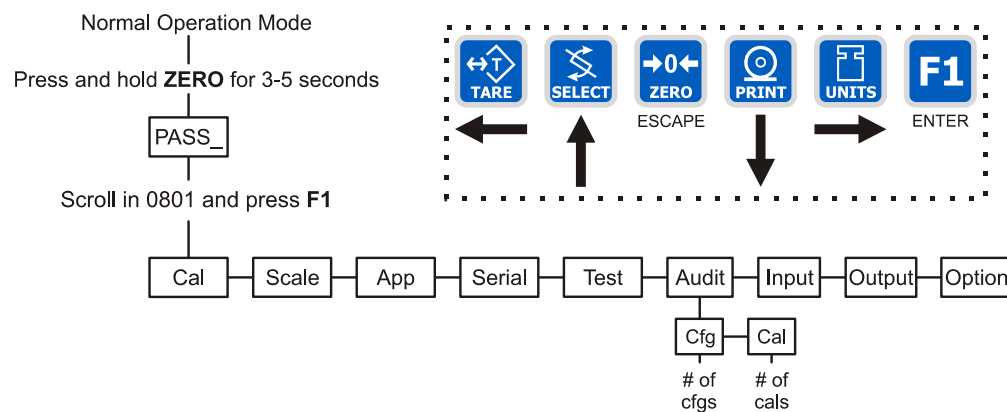 Normal Operation Mode
Press and hold ZERO for 3-5 seconds
PASS_
Scroll in 0801 and press F1
T
TARE
SELECT
→0←
ZERO
PRINT
UNITS
F1
ESCAPE
ENTER
Cal
Scale
App
Serial
Test
Audit
Input
Output
Option
Cfg
Cal
# of
cfgs
# of
cals